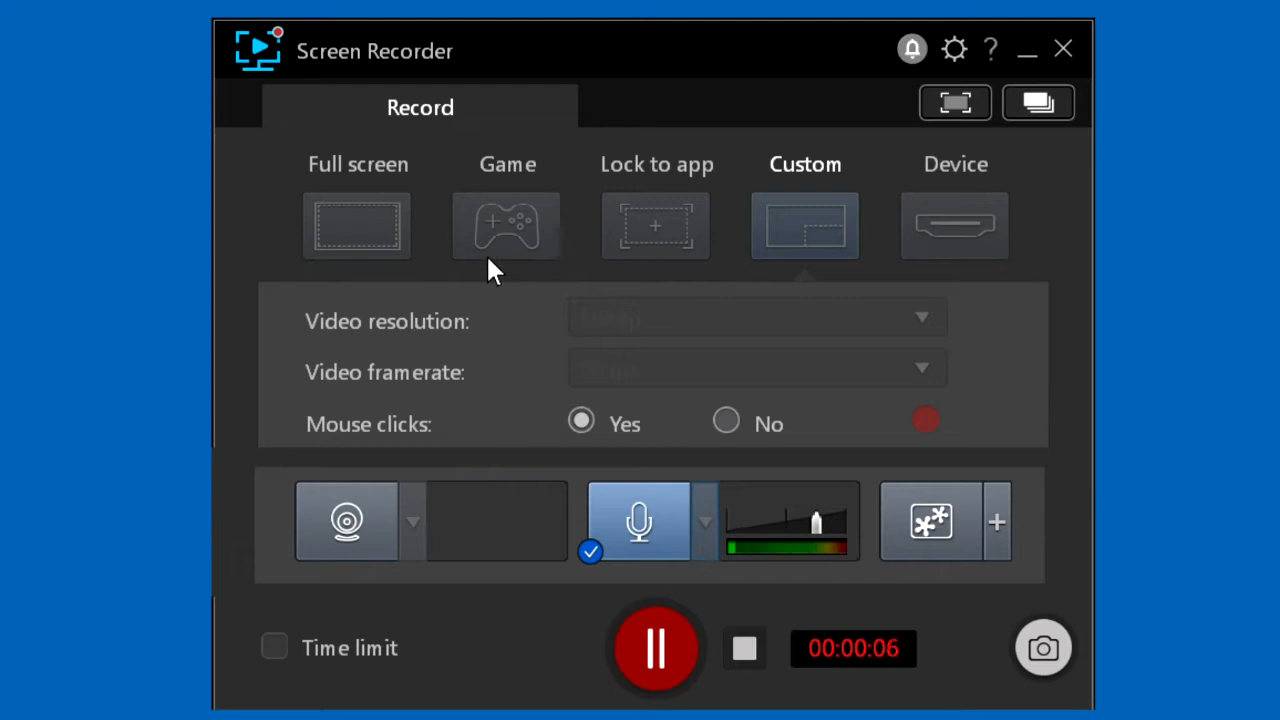 Screen Recorder
Record
Full screen Game Lock to app Custom Device
Video resolution:
Video framerate:
Mouse clicks: Yes No
Time limit 00:00:06